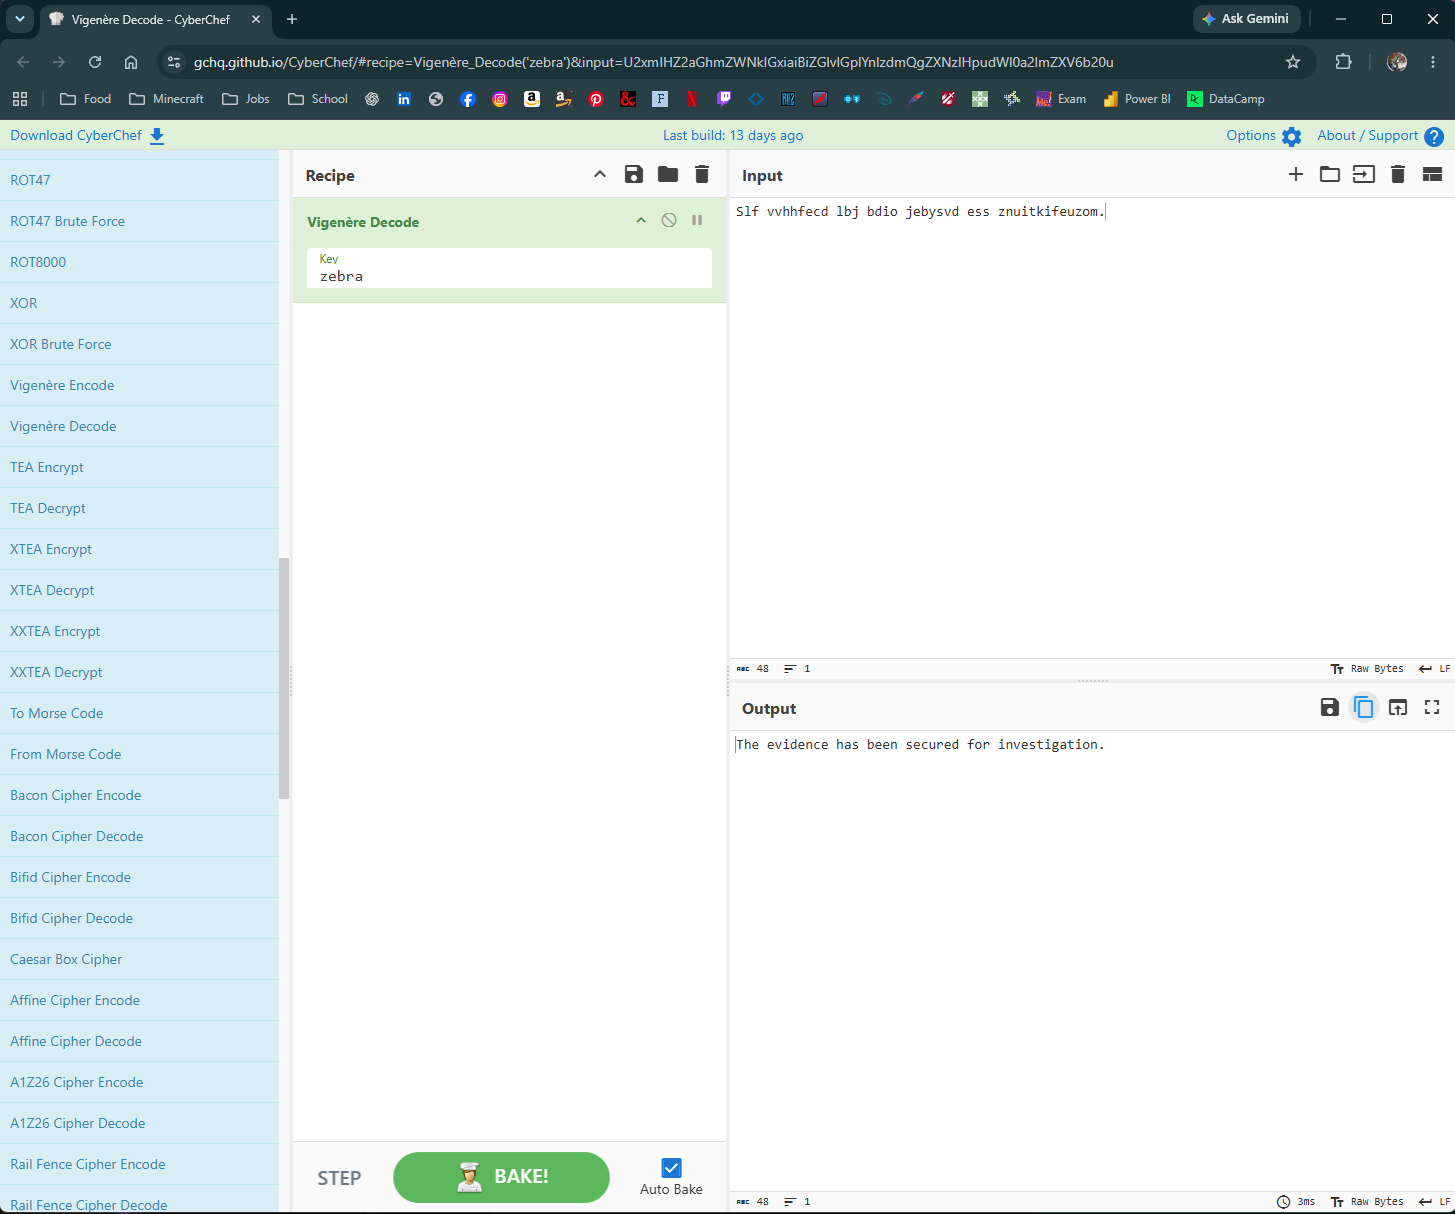 Vigenère Decode - CyberChef
Ask Gemini
gchq.github.io/CyberChef/#recipe=Vigenère_Decode('zebra')&input=
Food
Minecraft
Jobs
School
Exam
Power BI
DataCamp
Download CyberChef
Last build: 13 days ago
Options
About / Support
ROT47
ROT47 Brute Force
ROT8000
XOR
XOR Brute Force
Vigenère Encode
Vigenère Decode
TEA Encrypt
TEA Decrypt
XTEA Encrypt
XTEA Decrypt
XXTEA Encrypt
XXTEA Decrypt
To Morse Code
From Morse Code
Bacon Cipher Encode
Bacon Cipher Decode
Bifid Cipher Encode
Bifid Cipher Decode
Caesar Box Cipher
Affine Cipher Encode
Affine Cipher Decode
A1Z26 Cipher Encode
A1Z26 Cipher Decode
Rail Fence Cipher Encode
Rail Fence Cipher Decode
Recipe
Vigenère Decode
Key
zebra
STEP
BAKE!
Auto Bake
Input
Slf vvhhfecd lbj bdio jebysvd ess znuitkifeuzom.
ABC 48 1
Raw Bytes LF
Output
The evidence has been secured for investigation.
ABC 48 1
3ms Raw Bytes LF